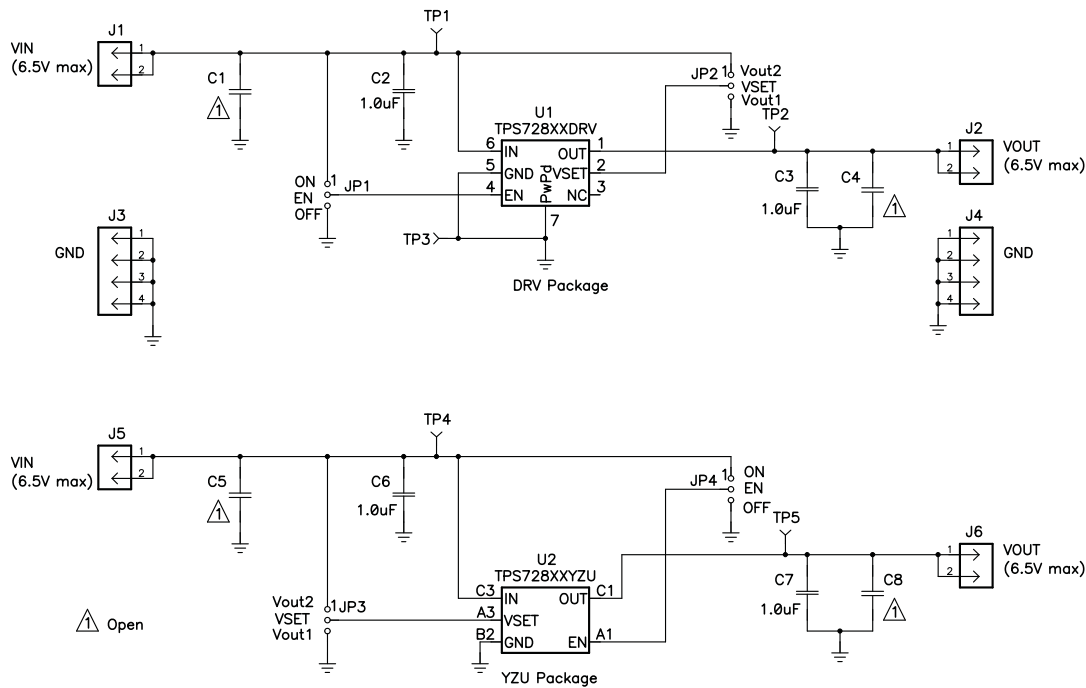 TP1
J1
VIN
(6.5V max)
1
2
C1
1
C2
1.0uF
JP2
1
Vout2
VSET
Vout1
TP2
U1
TPS728XXDRV
6
IN
OUT
1
5
GND
VSET
2
4
EN
NC
3
PwPd
7
J2
1
2
VOUT
(6.5V max)
C3
1.0uF
C4
1
ON
EN
OFF
1
JP1
TP3
DRV Package
J3
GND
1
2
3
4
J4
GND
1
2
3
4
TP4
J5
VIN
(6.5V max)
1
2
C5
1
C6
1.0uF
JP4
1
ON
EN
OFF
TP5
U2
TPS728XXYZU
C3
IN
OUT
C1
A3
VSET
B2
GND
EN
A1
J6
1
2
VOUT
(6.5V max)
C7
1.0uF
C8
1
Vout2
VSET
Vout1
1
JP3
1 Open
YZU Package